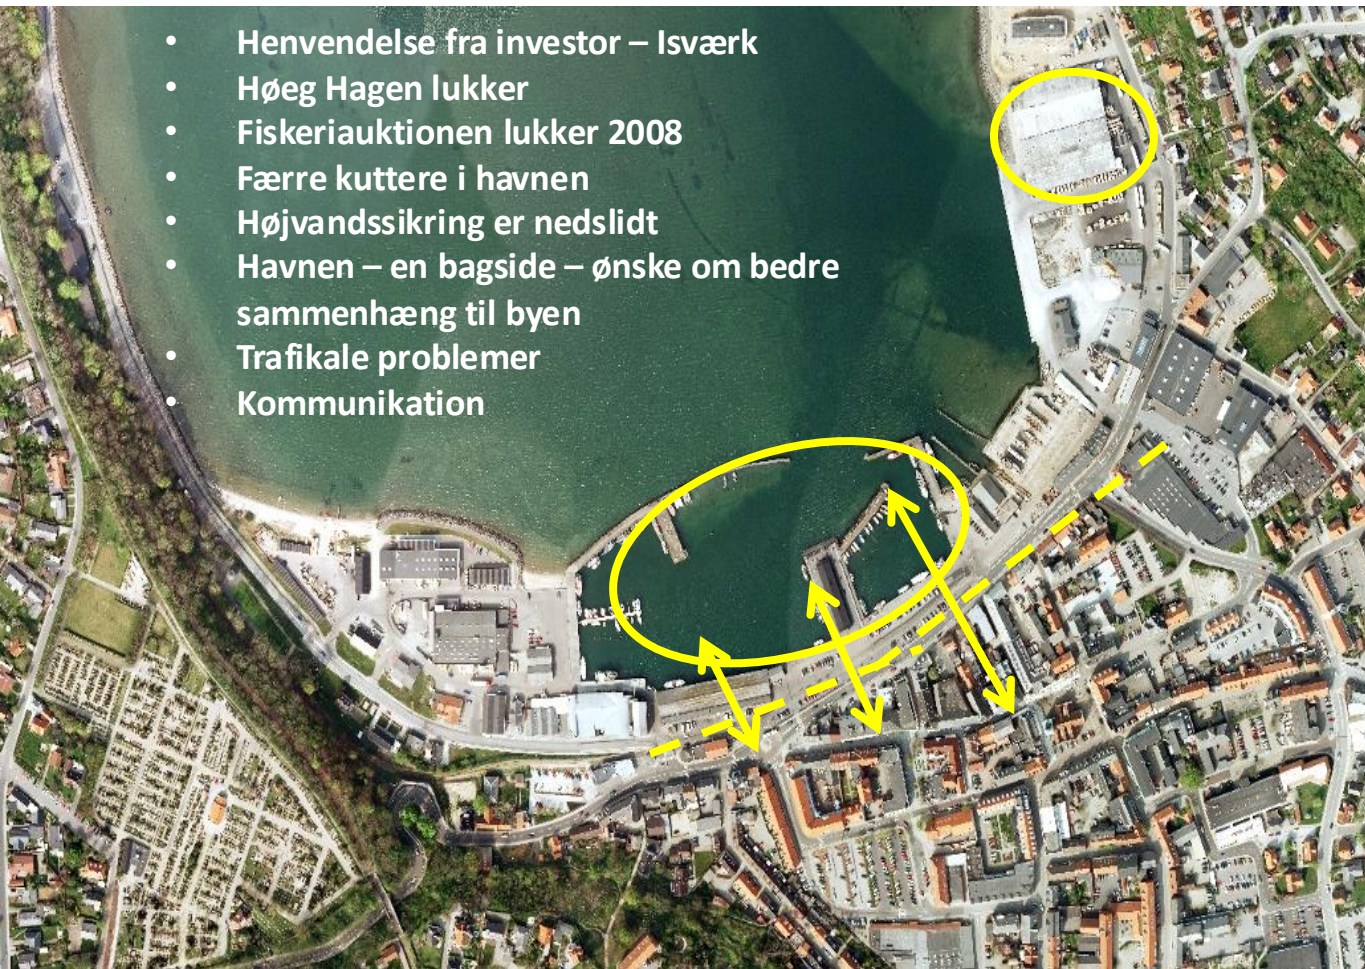 • Henvendelse fra investor – Isværk
• Høeg Hagen lukker
• Fiskeriauktionen lukker 2008
• Færre kuttere i havnen
• Højvandssikring er nedslidt
• Havnen – en bagside – ønske om bedre
sammenhæng til byen
• Trafikale problemer
• Kommunikation